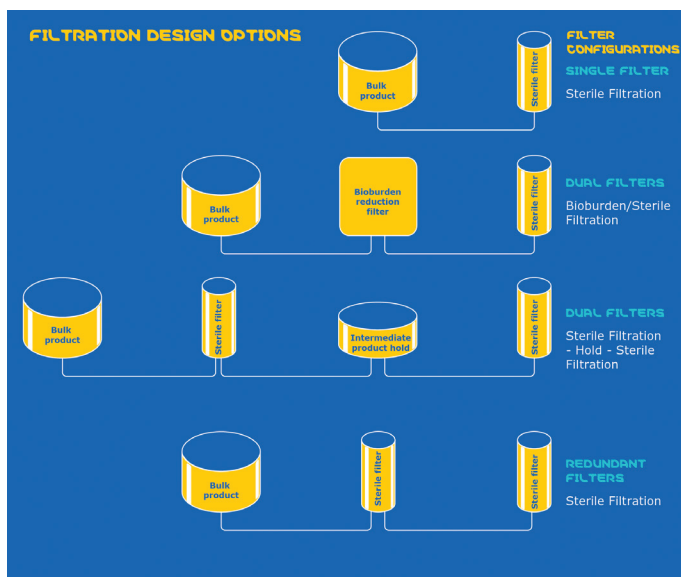 FILTRATION DESIGN OPTIONS
FILTER
CONFIGURATIONS
Bulk
product
Sterile filter
SINGLE FILTER
Sterile Filtration
Bulk
product
Bioburden
reduction
filter
Sterile filter
DUAL FILTERS
Bioburden/Sterile
Filtration
Bulk
product
Sterile filter
Intermediate
product hold
Sterile filter
DUAL FILTERS
Sterile Filtration
- Hold - Sterile
Filtration
Bulk
product
Sterile filter
Sterile filter
REDUNDANT
FILTERS
Sterile Filtration